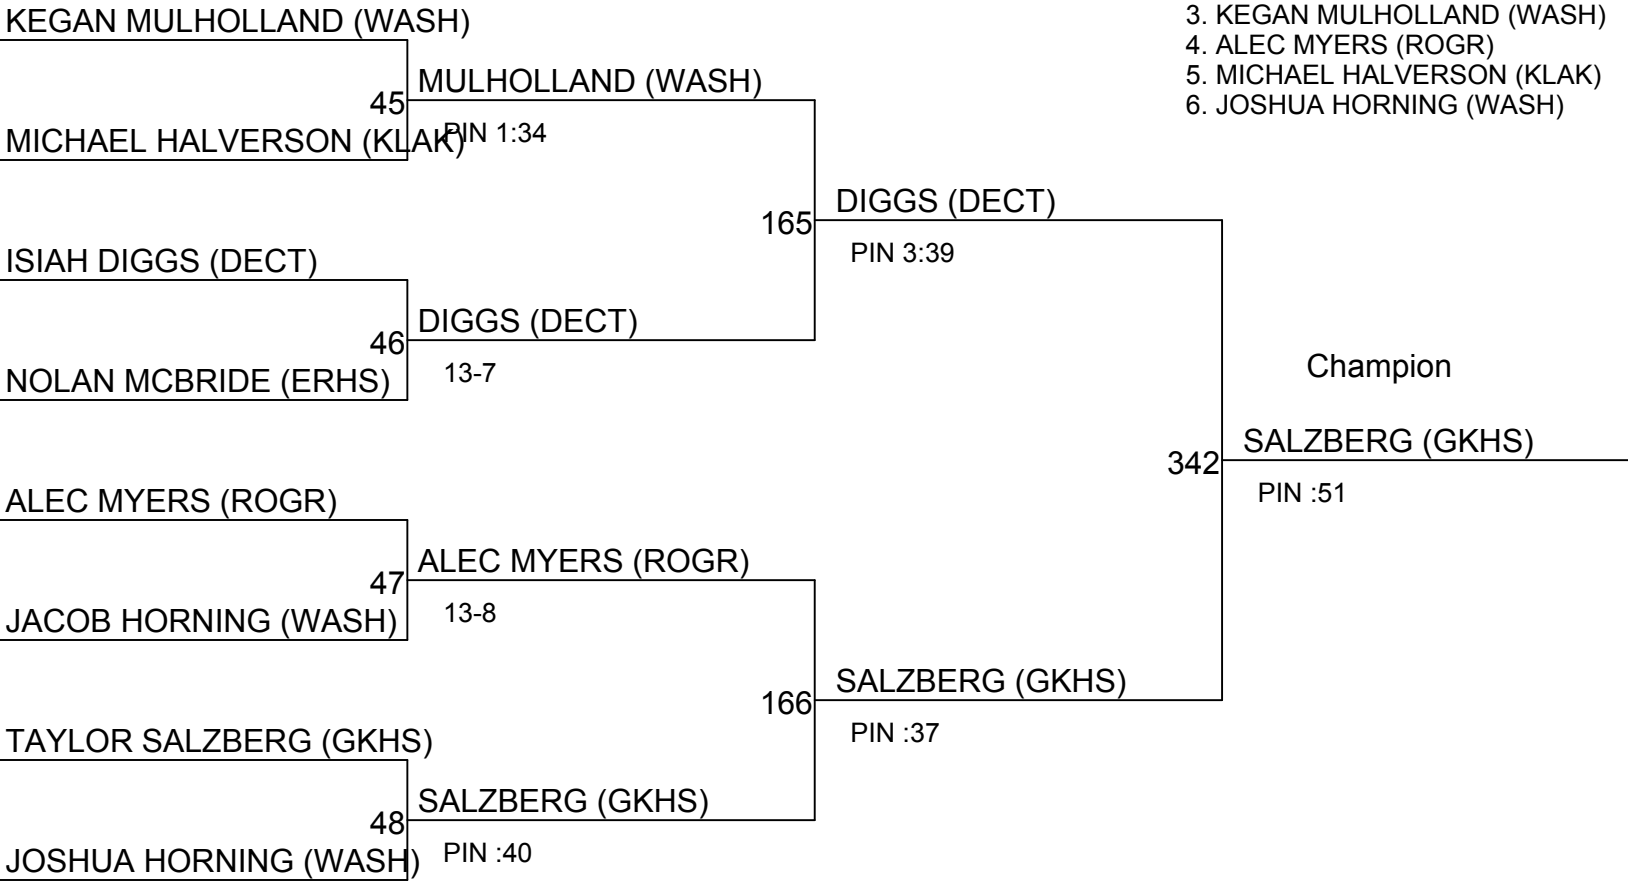 KEGAN MULHOLLAND (WASH)
3. KEGAN MULHOLLAND (WASH)
4. ALEC MYERS (ROGR)
5. MICHAEL HALVERSON (KLAK)
6. JOSHUA HORNING (WASH)
MULHOLLAND (WASH)
45
PIN 1:34
MICHAEL HALVERSON (KLAK)
DIGGS (DECT)
165
PIN 3:39
ISIAH DIGGS (DECT)
DIGGS (DECT)
46
13-7
NOLAN MCBRIDE (ERHS)
Champion
SALZBERG (GKHS)
342
PIN :51
ALEC MYERS (ROGR)
ALEC MYERS (ROGR)
47
13-8
JACOB HORNING (WASH)
SALZBERG (GKHS)
166
PIN :37
TAYLOR SALZBERG (GKHS)
SALZBERG (GKHS)
48
PIN :40
JOSHUA HORNING (WASH)